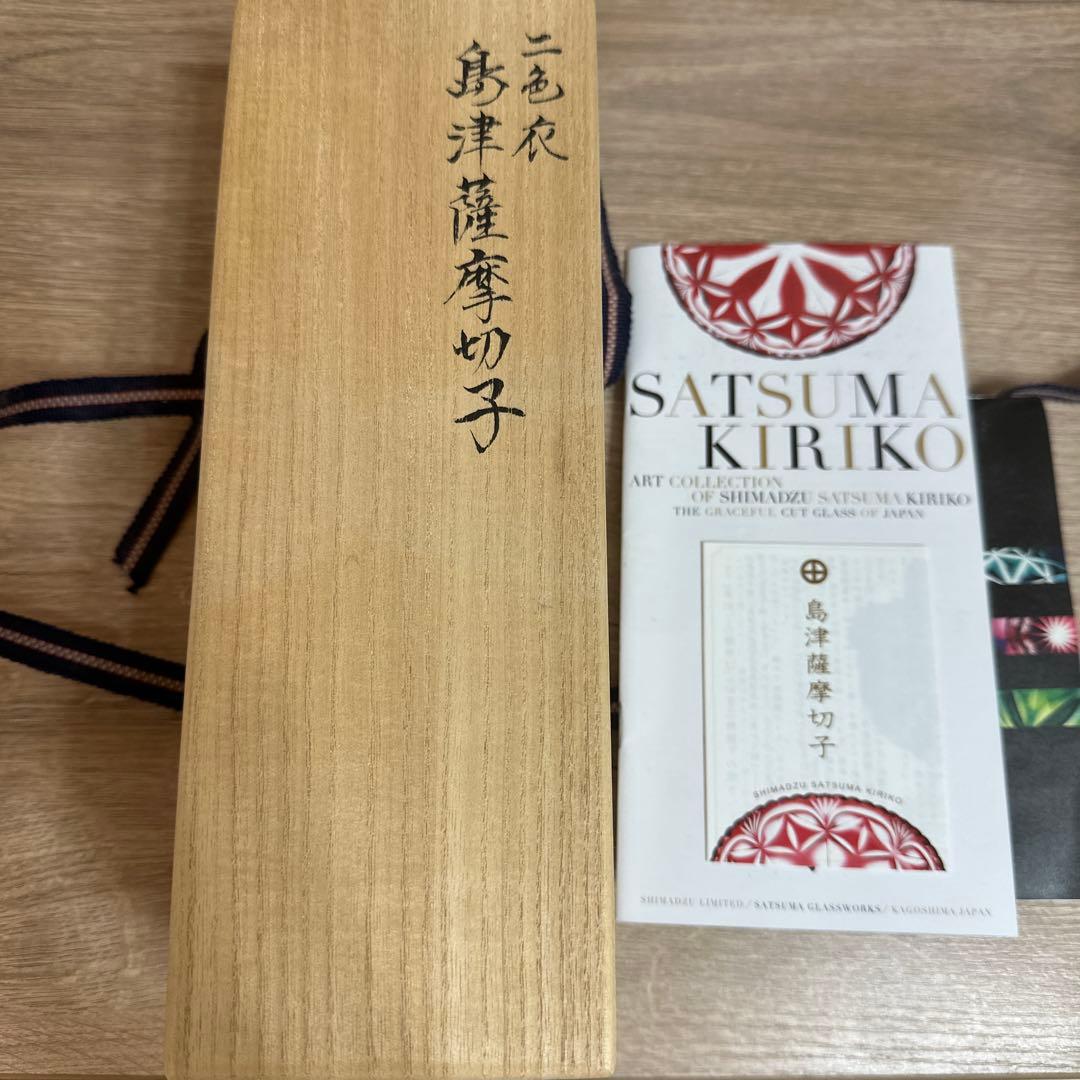 二色衣
島津薩摩切子
SATSUMA
KIRIKO
ART COLLECTION
OF SHIMADZU SATSUMA KIRIKO
THE GRACEFUL CUT GLASS OF JAPAN
島津薩摩切子
SHIMADZU SATSUMA KIRIKO
SHIMADZU LIMITED / SATSUMA GLASSWORKS / KAGOSHIMA, JAPAN